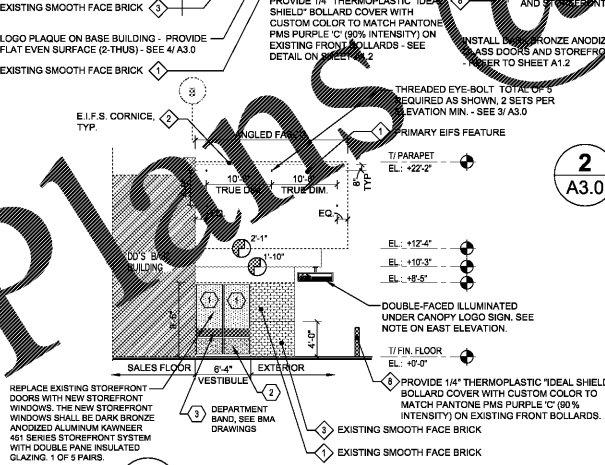 EXISTING SMOOTH FACE BRICK 3
PROVIDE 1/4" THERMOPLASTIC "IDEAL
SHIELD" BOLLARD COVER WITH
CUSTOM COLOR TO MATCH PANTONE
PMS PURPLE 'C' (90% INTENSITY) ON
EXISTING FRONT BOLLARDS - SEE
DETAIL ON SHEET
8
AND STOREFRONT
LOGO PLAQUE ON BASE BUILDING - PROVIDE
FLAT EVEN SURFACE (2-THUS) - SEE 4/ A3.0
EXISTING SMOOTH FACE BRICK 1
INSTALL DARK BRONZE ANODIZ
GLASS DOORS AND STOREFRO
- REFER TO SHEET A1.2
THREADED EYE-BOLT TOTAL OF 5
REQUIRED AS SHOWN, 2 SETS PER
ELEVATION MIN. - SEE 3/ A3.0
E.I.F.S. CORNICE,
TYP.
2
ANGLED
1 PRIMARY EIFS FEATURE
T/ PARAPET
EL.: +22'-2"
2
A3.0
TRUE DIM.
TRUE DIM.
8"
TYP
EQ.
EQ.
2'-1"
1'-10"
BUILDING
EL.: +12'-4"
EL.: +10'-3"
EL.: +8'-5"
DOUBLE-FACED ILLUMINATED
UNDER CANOPY LOGO SIGN. SEE
NOTE ON EAST ELEVATION.
1
1
4'-0"
T/ FIN. FLOOR
EL.: +0'-0"
SALES FLOOR
6'-4"
VESTIBULE
EXTERIOR
2
REPLACE EXISTING STOREFRONT
DOORS WITH NEW STOREFRONT
WINDOWS. THE NEW STOREFRONT
WINDOWS SHALL BE DARK BRONZE
ANODIZED ALUMINUM KAWNEER
451 SERIES STOREFRONT SYSTEM
WITH DOUBLE PANE INSULATED
GLAZING. 1 OF 5 PAIRS.
3 DEPARTMENT
BAND, SEE BMA
DRAWINGS
8 PROVIDE 1/4" THERMOPLASTIC "IDEAL SHIELD
BOLLARD COVER WITH CUSTOM COLOR TO
MATCH PANTONE PMS PURPLE 'C' (90%
INTENSITY) ON EXISTING FRONT BOLLARDS.
3 EXISTING SMOOTH FACE BRICK
1 EXISTING SMOOTH FACE BRICK
Plans